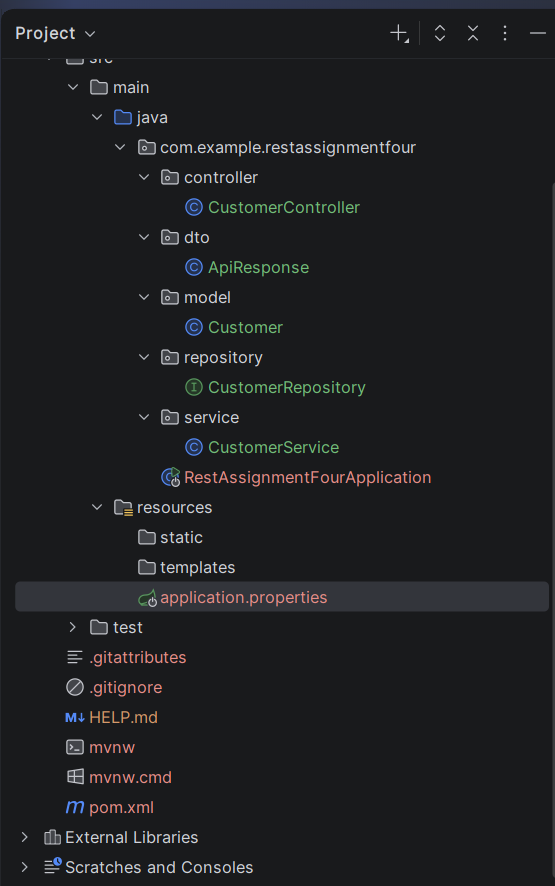 Project
src
main
java
com.example.restassignmentfour
controller
CustomerController
dto
ApiResponse
model
Customer
repository
CustomerRepository
service
CustomerService
RestAssignmentFourApplication
resources
static
templates
application.properties
test
.gitattributes
.gitignore
HELP.md
mvnw
mvnw.cmd
pom.xml
External Libraries
Scratches and Consoles